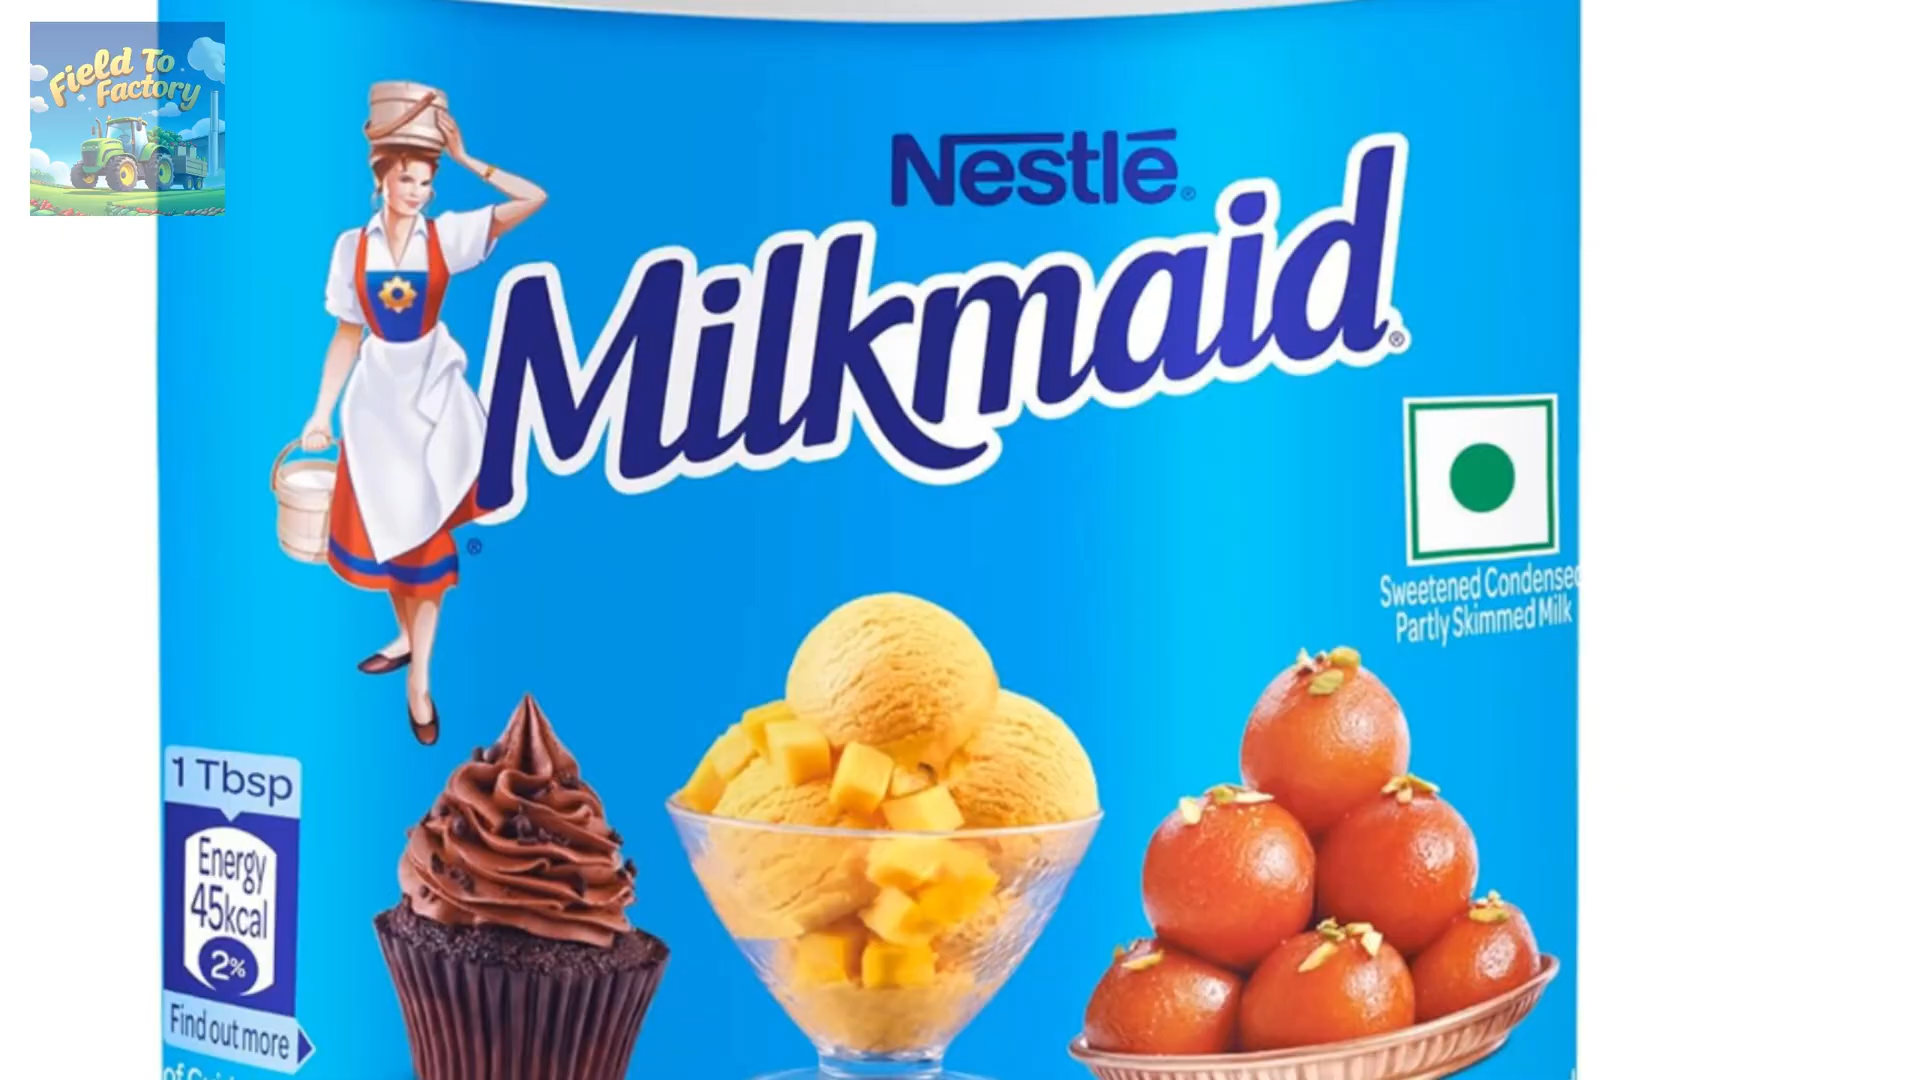 Field To
Factory
Nestlé®
Milkmaid®
®
Sweetened Condensed
Partly Skimmed Milk
1 Tbsp
Energy
45kcal
2%
Find out more